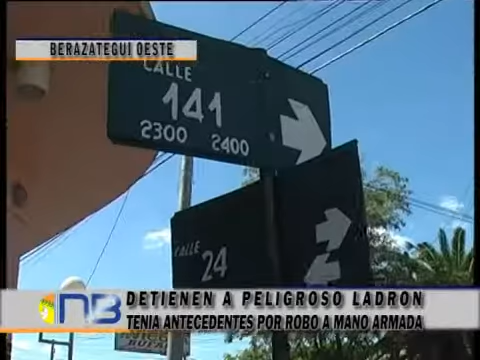 BERAZATEGUI OESTE
CALLE
141
2300 2400
CALLE
24
NB
DETIENEN A PELIGROSO LADRON
TENIA ANTECEDENTES POR ROBO A MANO ARMADA